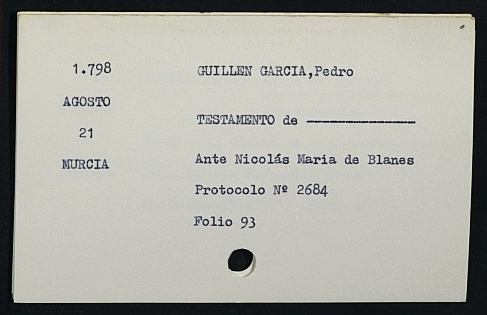 1.798
AGOSTO
21
MURCIA
GUILLEN GARCIA,Pedro
TESTAMENTO de ----------------
Ante Nicolás Maria de Blanes
Protocolo Nº 2684
Folio 93